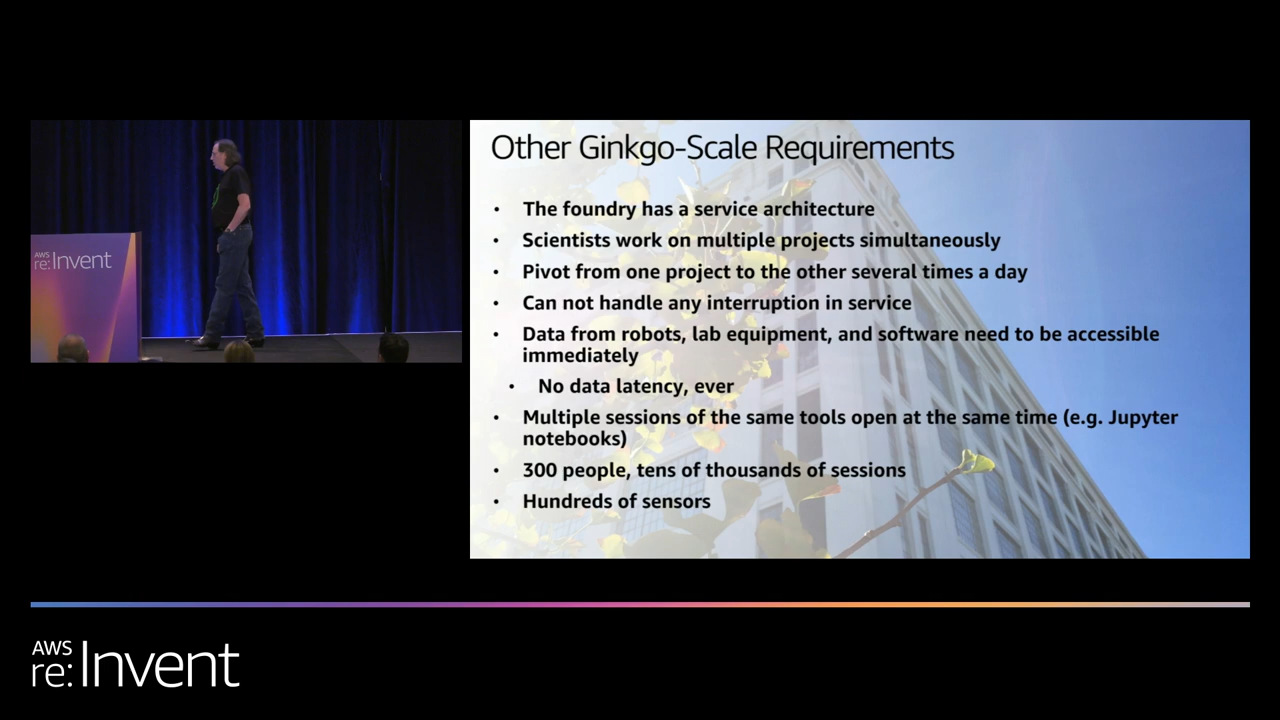 AWS
re:Invent
Other Ginkgo-Scale Requirements
• The foundry has a service architecture
• Scientists work on multiple projects simultaneously
• Pivot from one project to the other several times a day
• Can not handle any interruption in service
• Data from robots, lab equipment, and software need to be accessible
immediately
• No data latency, ever
• Multiple sessions of the same tools open at the same time (e.g. Jupyter
notebooks)
• 300 people, tens of thousands of sessions
• Hundreds of sensors
AWS
re:Invent